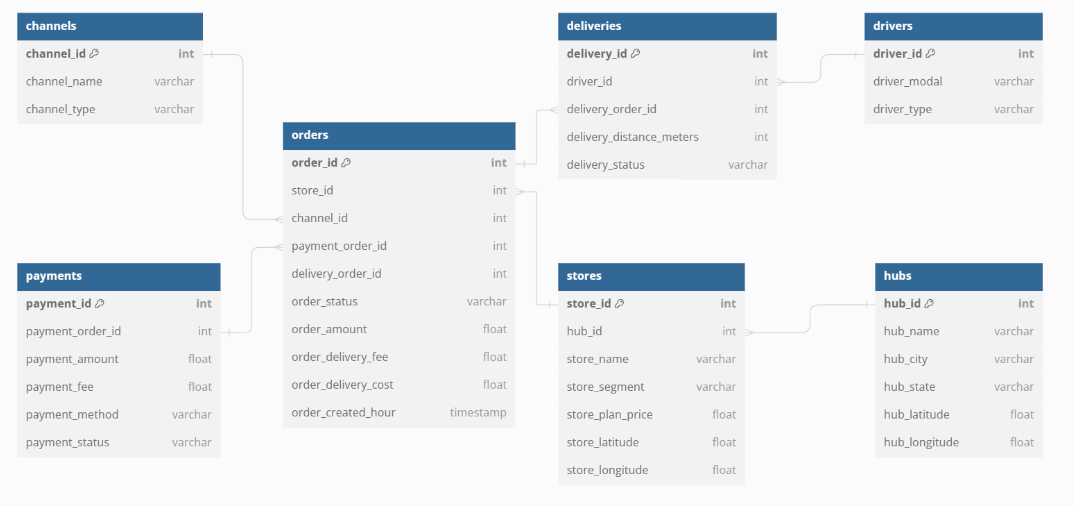 channels
channel_id int
channel_name varchar
channel_type varchar
deliveries
delivery_id int
driver_id int
delivery_order_id int
delivery_distance_meters int
delivery_status varchar
drivers
driver_id int
driver_modal varchar
driver_type varchar
orders
order_id int
store_id int
channel_id int
payment_order_id int
delivery_order_id int
order_status varchar
order_amount float
order_delivery_fee float
order_delivery_cost float
order_created_hour timestamp
payments
payment_id int
payment_order_id int
payment_amount float
payment_fee float
payment_method varchar
payment_status varchar
stores
store_id int
hub_id int
store_name varchar
store_segment varchar
store_plan_price float
store_latitude float
store_longitude float
hubs
hub_id int
hub_name varchar
hub_city varchar
hub_state varchar
hub_latitude float
hub_longitude float